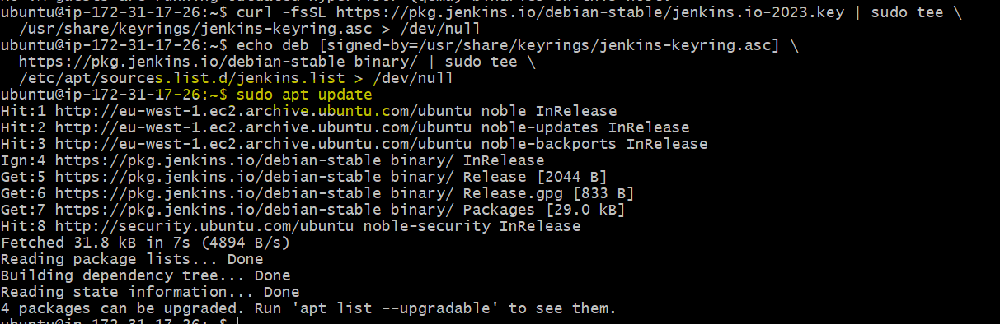 ubuntu@ip-172-31-17-26:~$ curl -fsSL https://pkg.jenkins.io/debian-stable/jenkins.io-2023.key | sudo tee \
  /usr/share/keyrings/jenkins-keyring.asc > /dev/null
ubuntu@ip-172-31-17-26:~$ echo deb [signed-by=/usr/share/keyrings/jenkins-keyring.asc] \
  https://pkg.jenkins.io/debian-stable binary/ | sudo tee \
  /etc/apt/sources.list.d/jenkins.list > /dev/null
ubuntu@ip-172-31-17-26:~$ sudo apt update
Hit:1 http://eu-west-1.ec2.archive.ubuntu.com/ubuntu noble InRelease
Hit:2 http://eu-west-1.ec2.archive.ubuntu.com/ubuntu noble-updates InRelease
Hit:3 http://eu-west-1.ec2.archive.ubuntu.com/ubuntu noble-backports InRelease
Ign:4 https://pkg.jenkins.io/debian-stable binary/ InRelease
Get:5 https://pkg.jenkins.io/debian-stable binary/ Release [2044 B]
Get:6 https://pkg.jenkins.io/debian-stable binary/ Release.gpg [833 B]
Get:7 https://pkg.jenkins.io/debian-stable binary/ Packages [29.0 kB]
Hit:8 http://security.ubuntu.com/ubuntu noble-security InRelease
Fetched 31.8 kB in 7s (4894 B/s)
Reading package lists... Done
Building dependency tree... Done
Reading state information... Done
4 packages can be upgraded. Run 'apt list --upgradable' to see them.
ubuntu@ip-172-31-17-26:~$